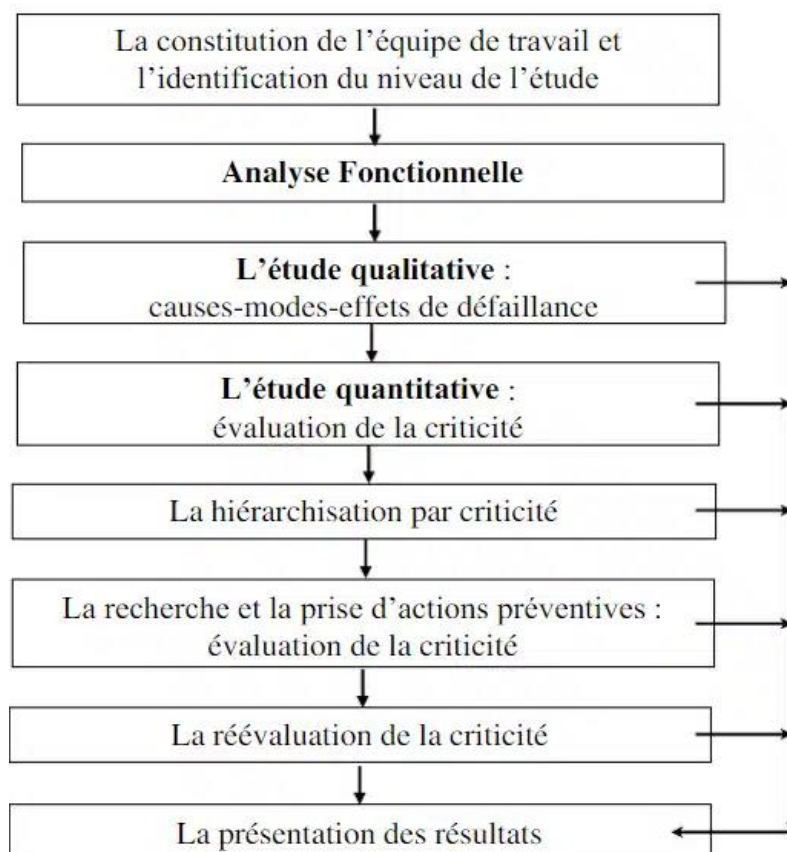 La constitution de l’équipe de travail et
l’identification du niveau de l’étude
Analyse Fonctionnelle
L’étude qualitative :
causes-modes-effets de défaillance
L’étude quantitative :
évaluation de la criticité
La hiérarchisation par criticité
La recherche et la prise d’actions préventives :
évaluation de la criticité
La réévaluation de la criticité
La présentation des résultats